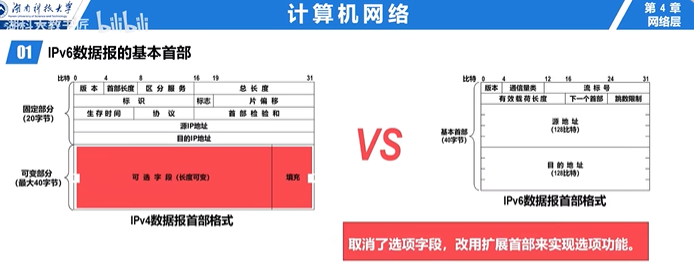 湖南科技大学
计算机网络
第 4 章
网络层
湖科大教书匠 bilibili
01 IPv6数据报的基本首部
比特 0 4 8 16 19 31
固定部分
(20字节)
版 本 首部长度 区 分 服 务 总 长 度
标 识 标志 片 偏 移
生 存 时 间 协 议 首 部 检 验 和
源IP地址
目的IP地址
可变部分
(最大40字节)
可 选 字 段 (长度可变) 填充
IPv4数据报首部格式
VS
比特 0 4 12 16 24 31
基本首部
(40字节)
版本 通信量类 流 标 号
有 效 载 荷 长 度 下一个首部 跳数限制
源 地 址
(128比特)
目 的 地 址
(128比特)
IPv6数据报首部格式
取消了选项字段，改用扩展首部来实现选项功能。